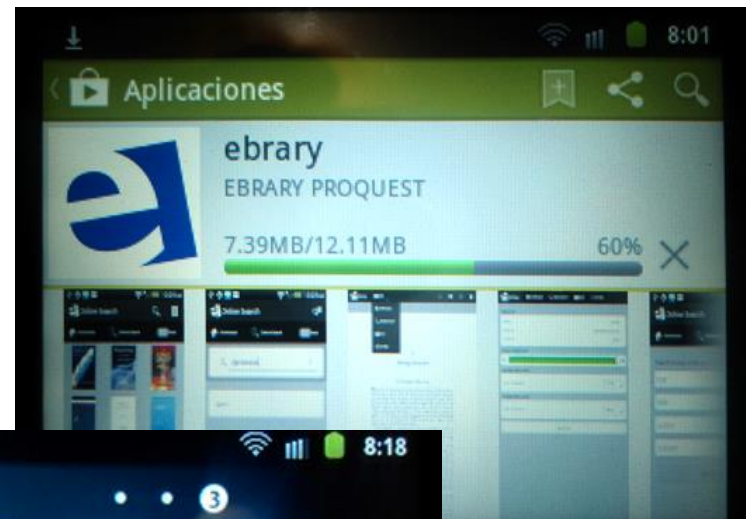 8:01
Aplicaciones
ebrary
EBRARY PROQUEST
7.39MB/12.11MB 60%
8:18
3